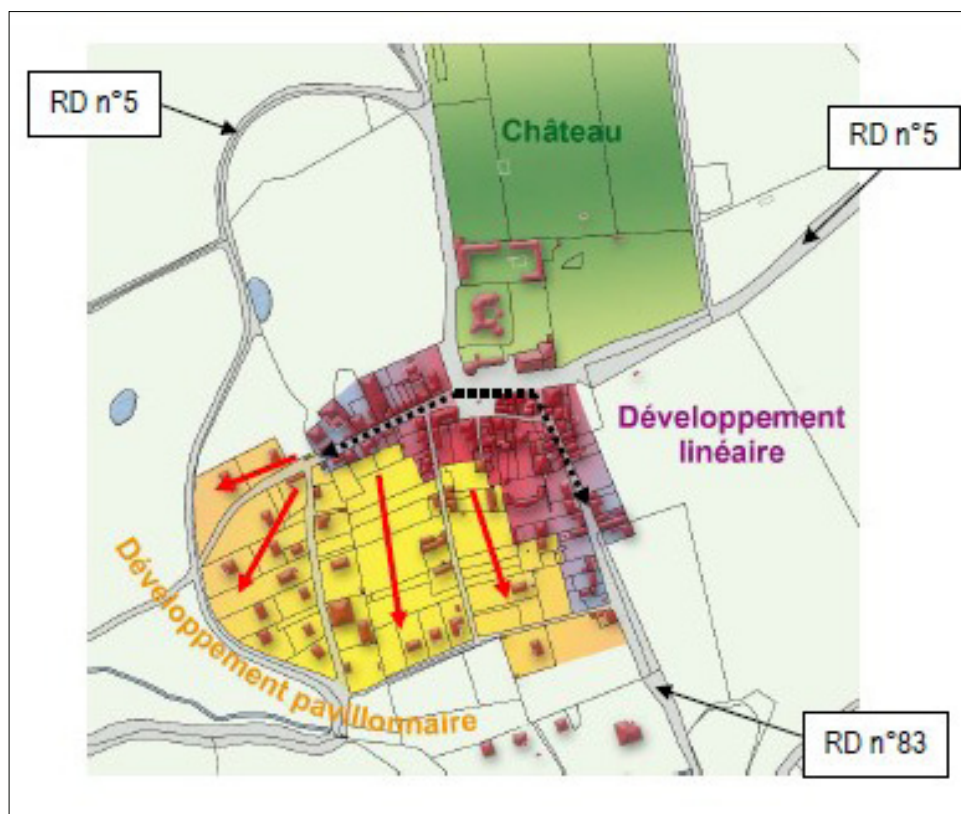 RD n°5
Château
RD n°5
Développement
linéaire
Développement pavillonnaire
RD n°83